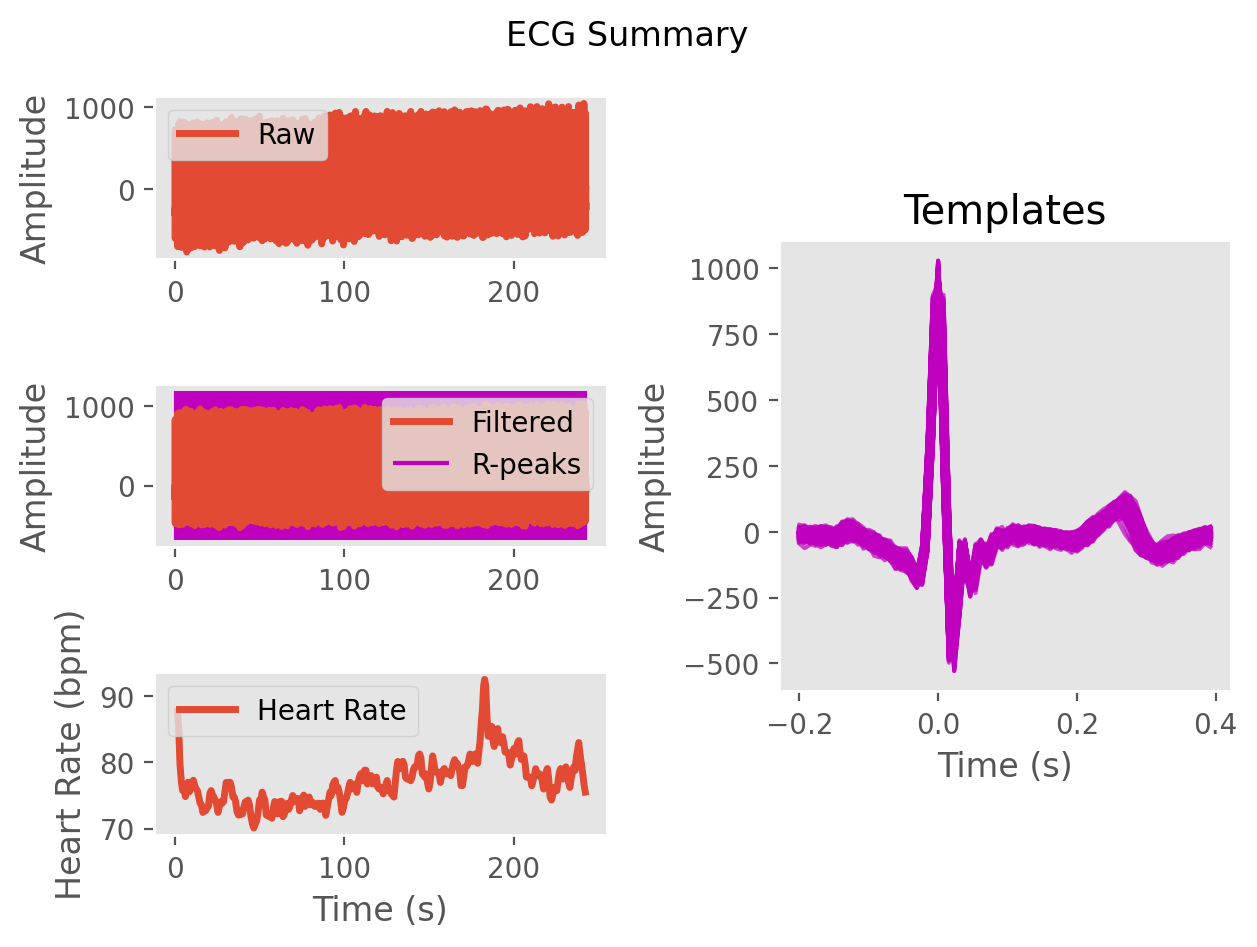 ECG Summary
Amplitude
1000
0
Raw
0
100
200
Amplitude
1000
0
Filtered
R-peaks
0
100
200
Heart Rate (bpm)
90
80
70
Heart Rate
0
100
200
Time (s)
Templates
Amplitude
1000
750
500
250
0
−250
−500
−0.2
0.0
0.2
0.4
Time (s)